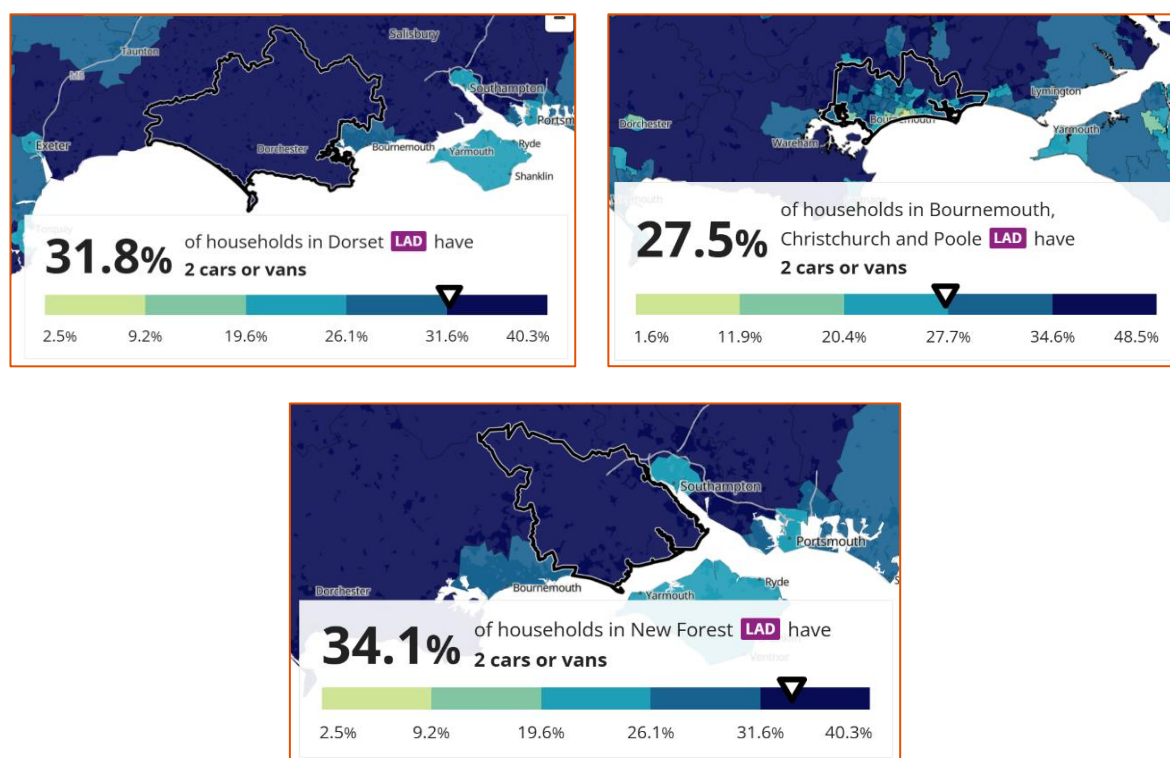 Taunton
Salisbury
M5
Southampton
Portsm
Exeter
Dorchester
Bournemouth
Yarmouth
Ryde
Shanklin
Torquay
31.8%
of households in Dorset LAD have
2 cars or vans
2.5% 9.2% 19.6% 26.1% 31.6% 40.3%
Lymington
Dorchester
Bournemouth
Yarmouth
Wareham
27.5%
of households in Bournemouth,
Christchurch and Poole LAD have
2 cars or vans
1.6% 11.9% 20.4% 27.7% 34.6% 48.5%
Southampton
Portsmouth
Dorchester
Bournemouth
Ryde
Yarmouth
34.1%
of households in New Forest LAD have
2 cars or vans
Ventnor
2.5% 9.2% 19.6% 26.1% 31.6% 40.3%